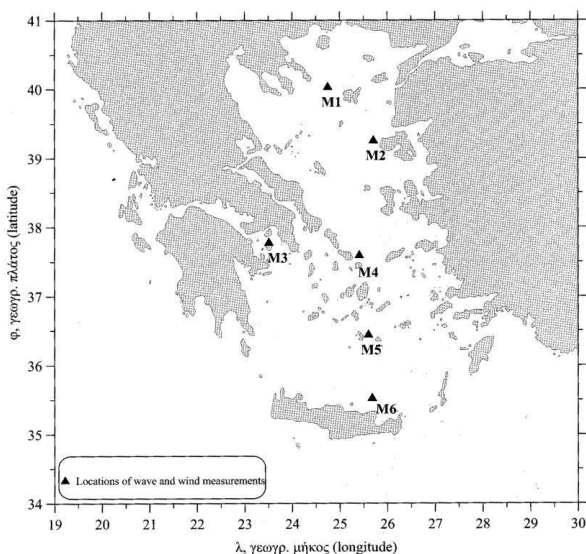 41
40
39
38
37
36
35
34
φ, γεωγρ. πλάτος (latitude)
M1
M2
M3
M4
M5
M6
▲ Locations of wave and wind measurements
19 20 21 22 23 24 25 26 27 28 29 30
λ, γεωγρ. μήκος (longitude)